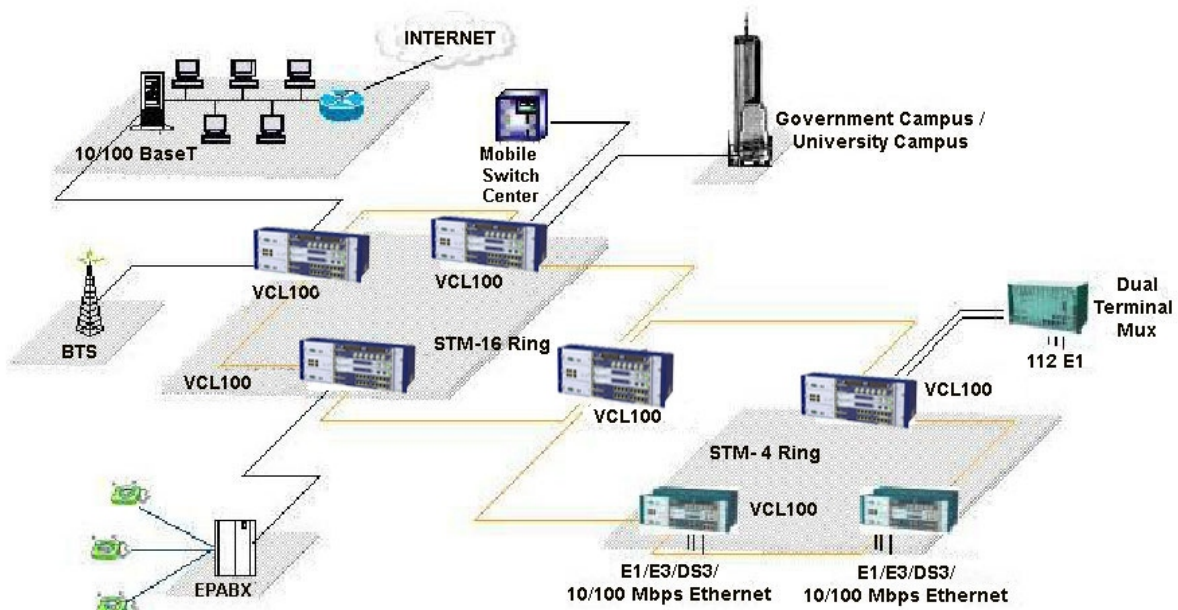 INTERNET
10/100 BaseT
Mobile
Switch
Center
Government Campus /
University Campus
VCL100
VCL100
BTS
Dual
Terminal
Mux
112 E1
STM-16 Ring
VCL100
VCL100
VCL100
STM- 4 Ring
VCL100
EPABX
E1/E3/DS3/
10/100 Mbps Ethernet
E1/E3/DS3/
10/100 Mbps Ethernet